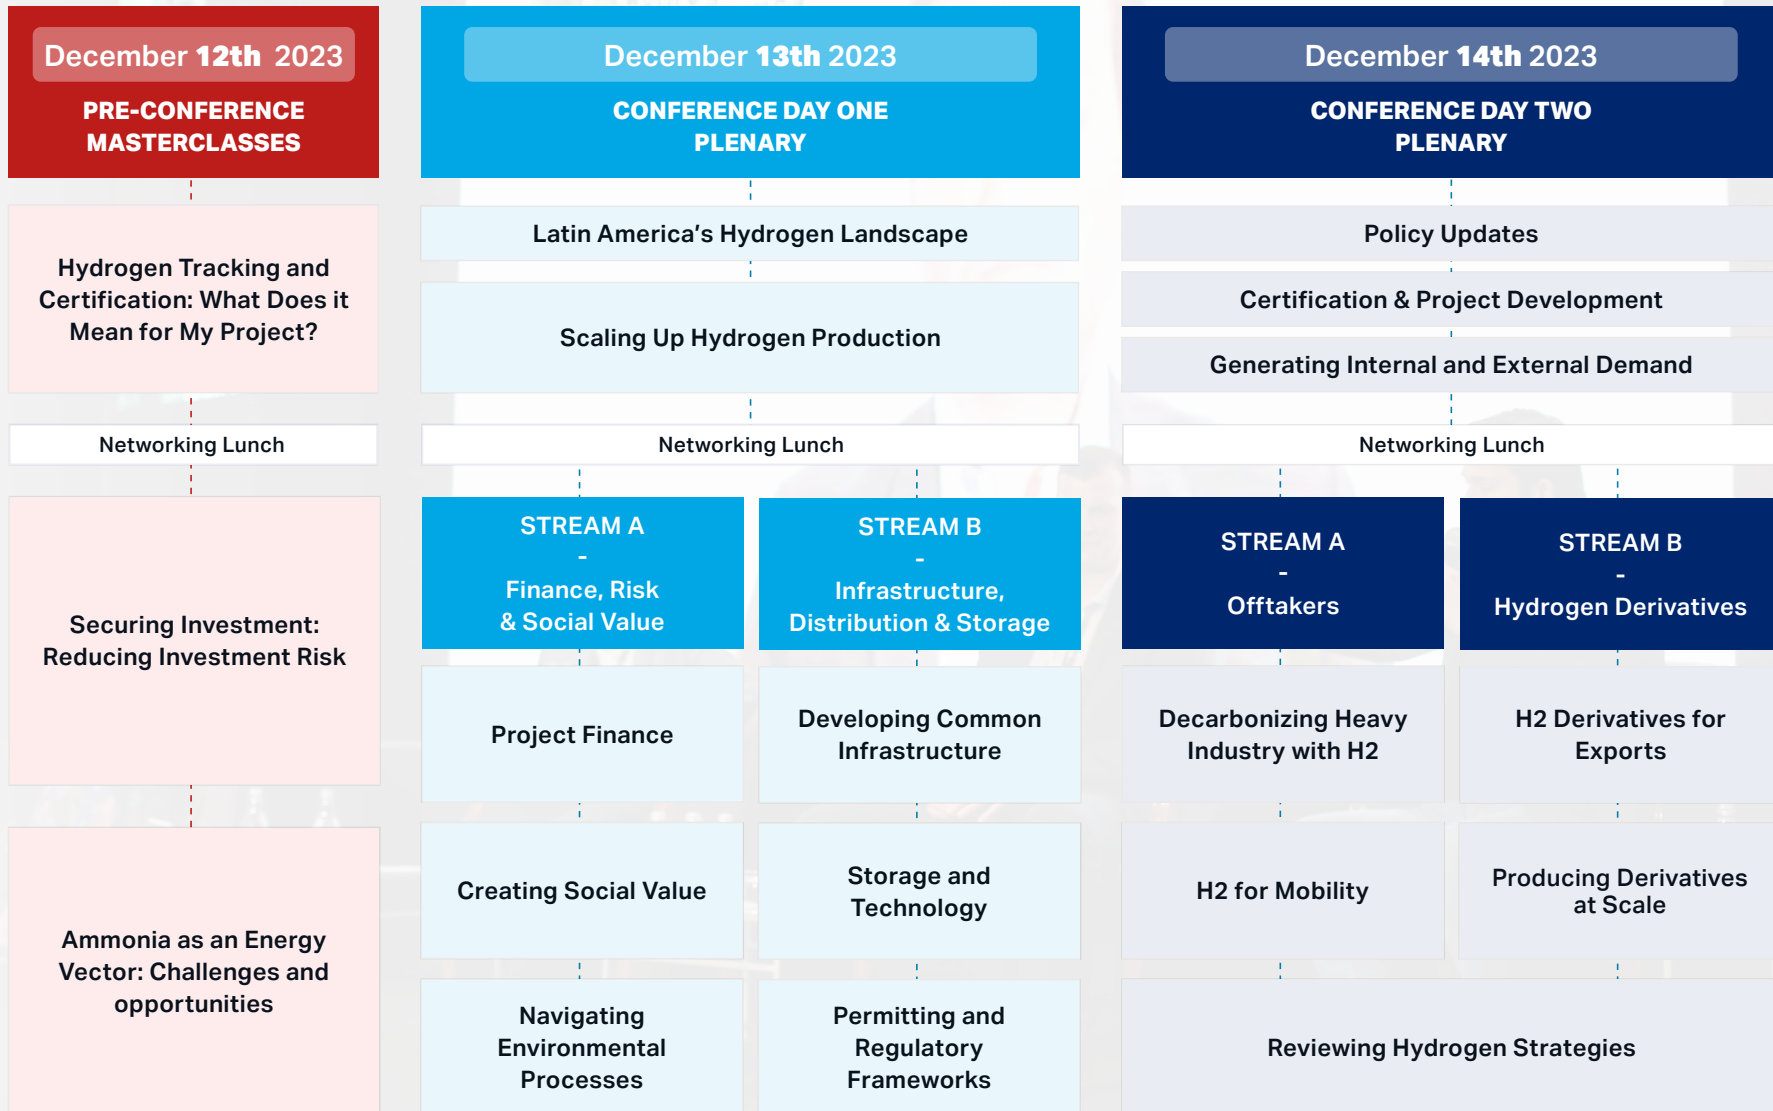 December 12th 2023
PRE-CONFERENCE
MASTERCLASSES
Hydrogen Tracking and
Certification: What Does it
Mean for My Project?
Networking Lunch
Securing Investment:
Reducing Investment Risk
Ammonia as an Energy
Vector: Challenges and
opportunities
December 13th 2023
CONFERENCE DAY ONE
PLENARY
Latin America's Hydrogen Landscape
Scaling Up Hydrogen Production
Networking Lunch
STREAM A
-
Finance, Risk
& Social Value
Project Finance
Creating Social Value
Navigating
Environmental
Processes
STREAM B
-
Infrastructure,
Distribution & Storage
Developing Common
Infrastructure
Storage and
Technology
Permitting and
Regulatory
Frameworks
December 14th 2023
CONFERENCE DAY TWO
PLENARY
Policy Updates
Certification & Project Development
Generating Internal and External Demand
Networking Lunch
STREAM A
-
Offtakers
Decarbonizing Heavy
Industry with H2
H2 for Mobility
STREAM B
-
Hydrogen Derivatives
H2 Derivatives for
Exports
Producing Derivatives
at Scale
Reviewing Hydrogen Strategies